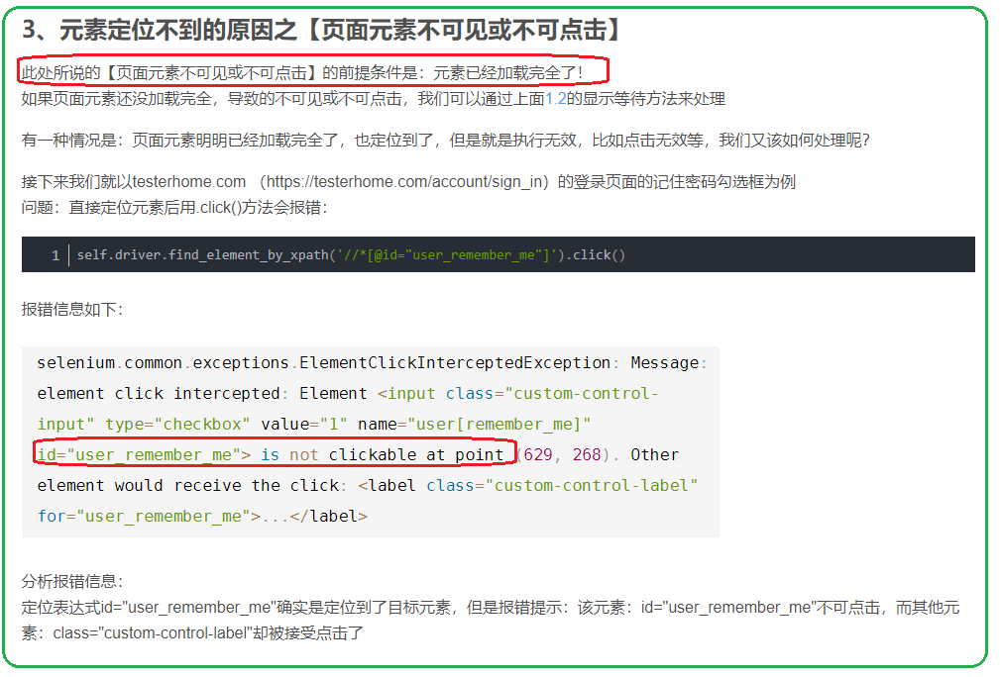 3、元素定位不到的原因之【页面元素不可见或不可点击】
此处所说的【页面元素不可见或不可点击】的前提条件是：元素已经加载完全了！
如果页面元素还没加载完全，导致的不可见或不可点击，我们可以通过上面1.2的显示等待方法来处理
有一种情况是：页面元素明明已经加载完全了，也定位到了，但是就是执行无效，比如点击无效等，我们又该如何处理呢？
接下来我们就以testerhome.com （https://testerhome.com/account/sign_in）的登录页面的记住密码勾选框为例
问题：直接定位元素后用.click()方法会报错：
1 self.driver.find_element_by_xpath('//*[@id="user_remember_me"]').click()
报错信息如下：
selenium.common.exceptions.ElementClickInterceptedException: Message:
element click intercepted: Element <input class="custom-control-
input" type="checkbox" value="1" name="user[remember_me]"
id="user_remember_me"> is not clickable at point (629, 268). Other
element would receive the click: <label class="custom-control-label"
for="user_remember_me">...</label>
分析报错信息：
定位表达式id="user_remember_me"确实是定位到了目标元素，但是报错提示：该元素：id="user_remember_me"不可点击，而其他元
素：class="custom-control-label"却被接受点击了